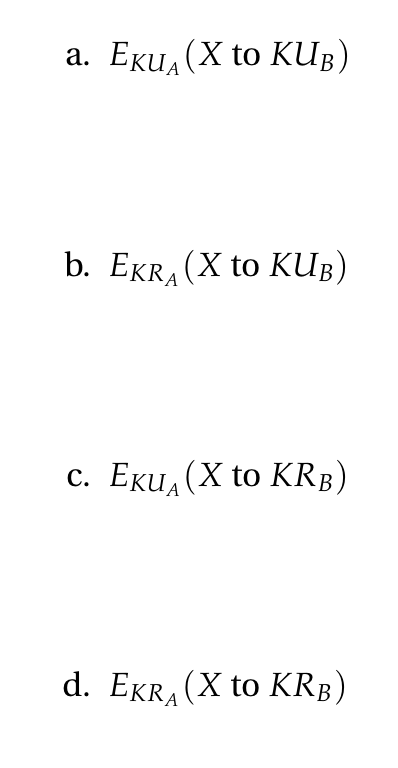 a. E_{KU_A}(X to KU_B)
b. E_{KR_A}(X to KU_B)
c. E_{KU_A}(X to KR_B)
d. E_{KR_A}(X to KR_B)